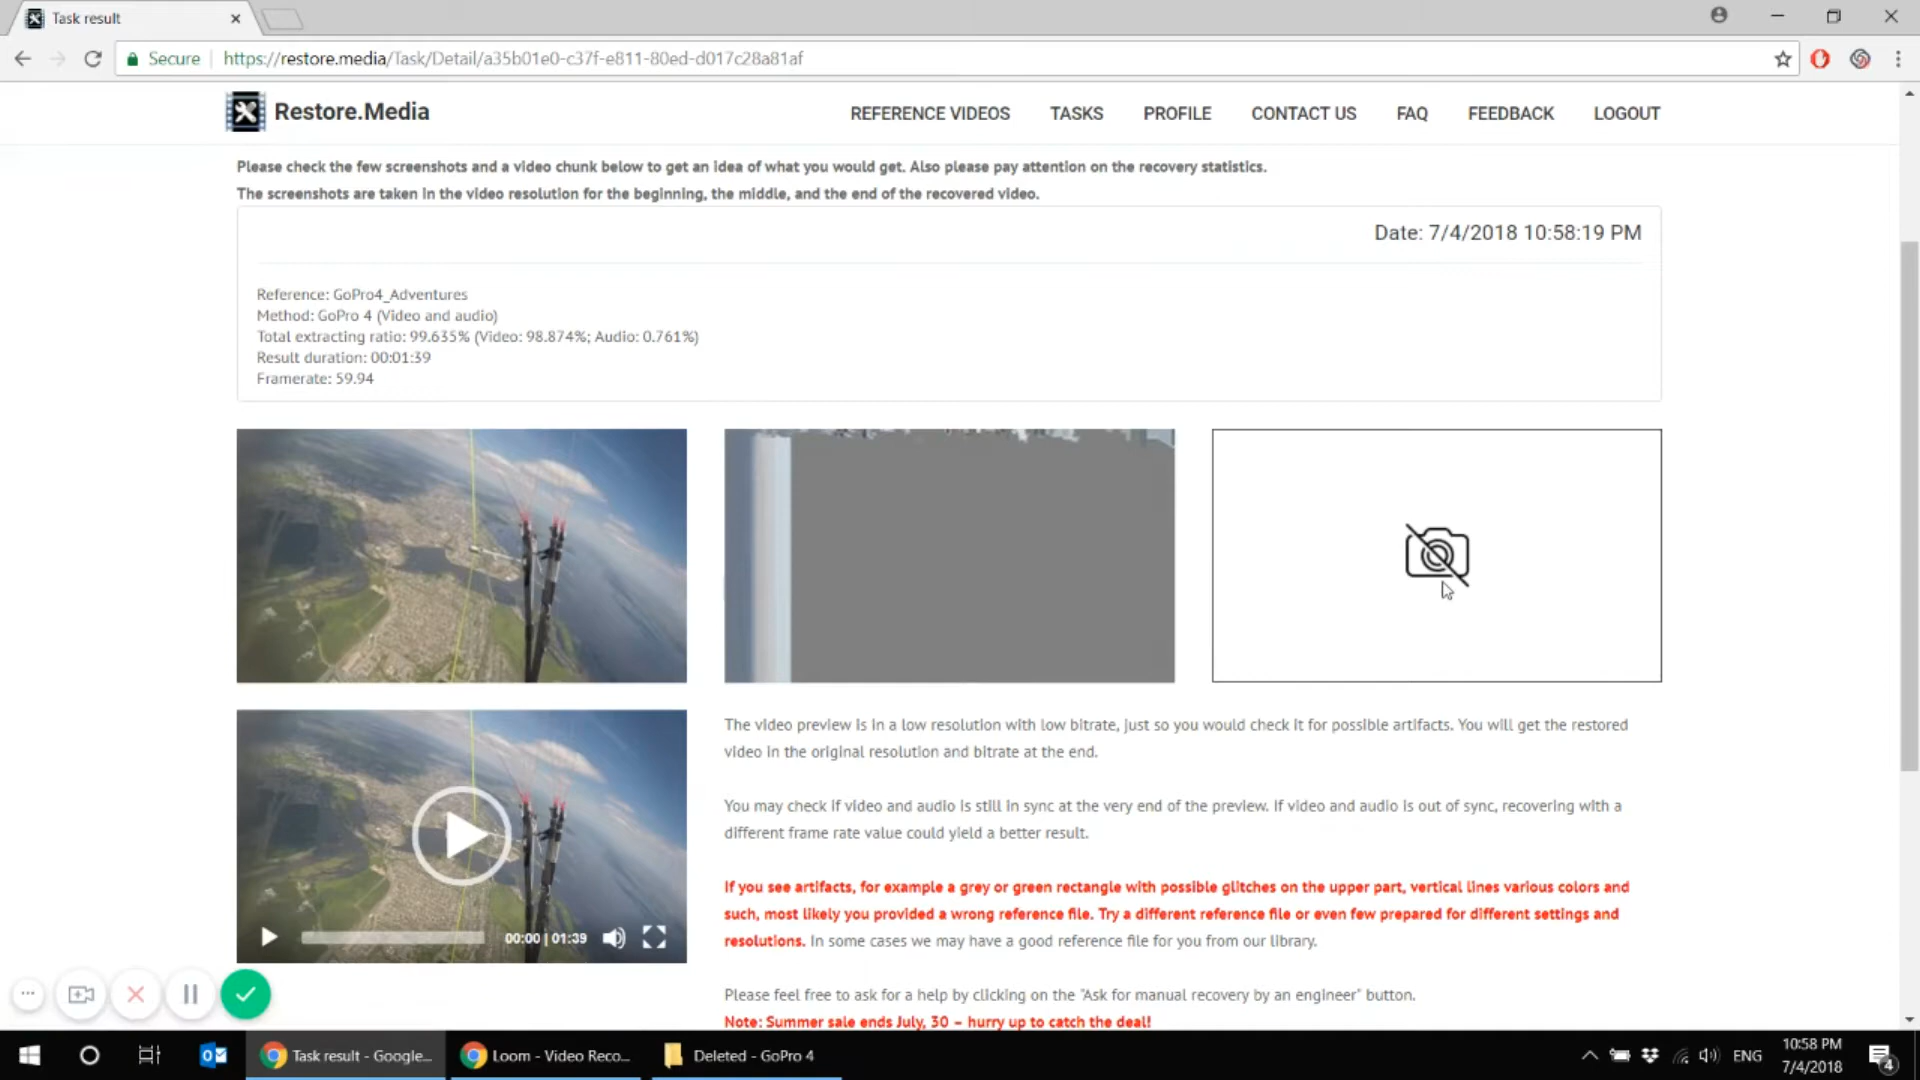 Task result
Secure
https://restore.media/Task/Detail/a35b01e0-c37f-e811-80ed-d017c28a81af
Restore.Media
REFERENCE VIDEOS TASKS PROFILE CONTACT US FAQ FEEDBACK LOGOUT
Please check the few screenshots and a video chunk below to get an idea of what you would get. Also please pay attention on the recovery statistics.
The screenshots are taken in the video resolution for the beginning, the middle, and the end of the recovered video.
Date: 7/4/2018 10:58:19 PM
Reference: GoPro4_Adventures
Method: GoPro 4 (Video and audio)
Total extracting ratio: 99.635% (Video: 98.874%; Audio: 0.761%)
Result duration: 00:01:39
Framerate: 59.94
The video preview is in a low resolution with low bitrate, just so you would check it for possible artifacts. You will get the restored
video in the original resolution and bitrate at the end.
You may check if video and audio is still in sync at the very end of the preview. If video and audio is out of sync, recovering with a
different frame rate value could yield a better result.
If you see artifacts, for example a grey or green rectangle with possible glitches on the upper part, vertical lines various colors and
such, most likely you provided a wrong reference file. Try a different reference file or even few prepared for different settings and
resolutions. In some cases we may have a good reference file for you from our library.
00:00 | 01:39
Please feel free to ask for a help by clicking on the "Ask for manual recovery by an engineer" button.
Note: Summer sale ends July, 30 – hurry up to catch the deal!
Task result - Google...
Loom - Video Reco...
Deleted - GoPro 4
ENG
10:58 PM
7/4/2018
4